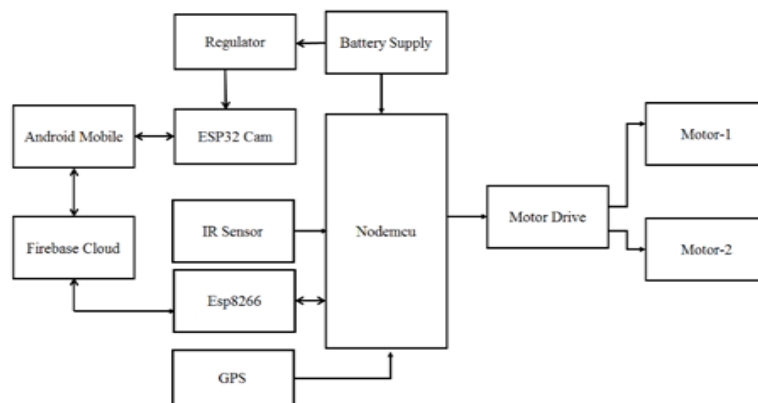 Regulator
Battery Supply
Android Mobile
ESP32 Cam
Motor-1
IR Sensor
Nodemcu
Motor Drive
Firebase Cloud
Motor-2
Esp8266
GPS